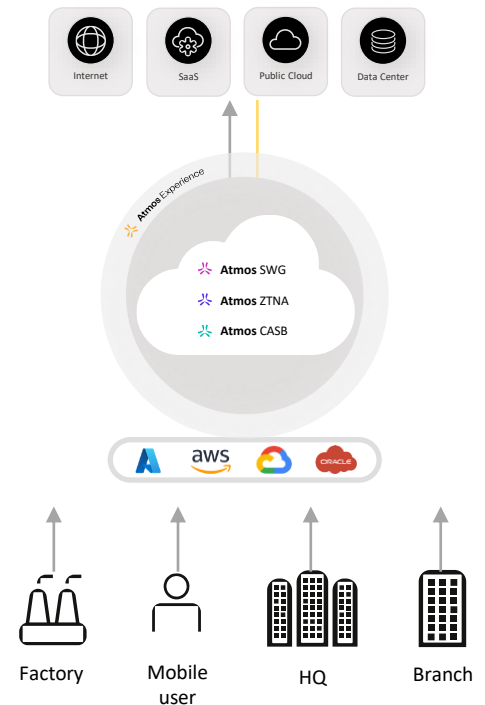 Internet
SaaS
Public Cloud
Data Center
Atmos Experience
Atmos SWG
Atmos ZTNA
Atmos CASB
aws
ORACLE
Factory
Mobile
user
HQ
Branch